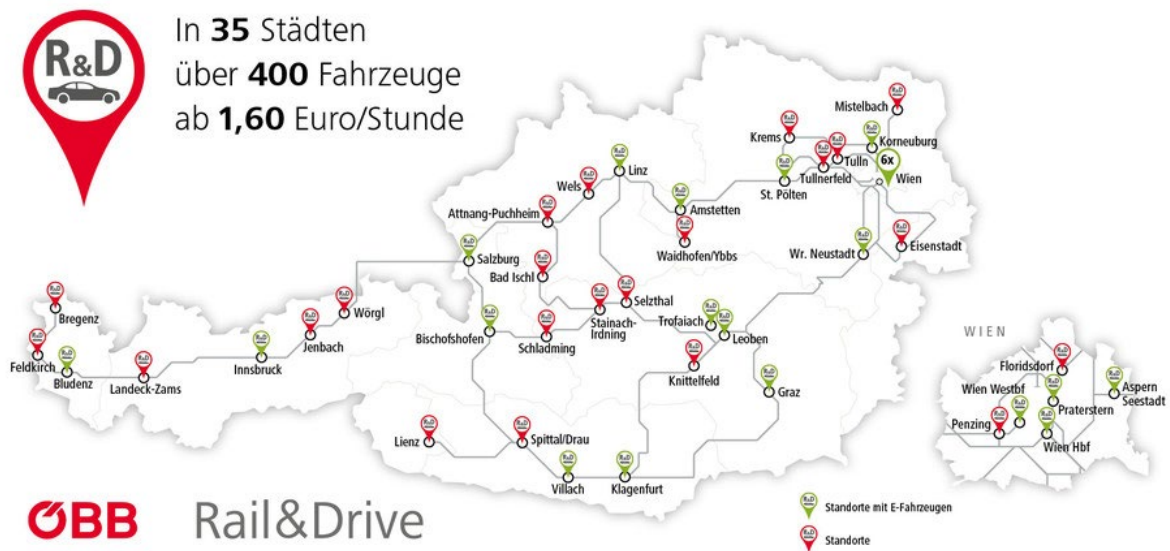 R&D
In 35 Städten
über 400 Fahrzeuge
ab 1,60 Euro/Stunde
Mistelbach
Krems
Korneuburg
Tulln
6x
Wien
Tullnerfeld
St. Pölten
Linz
Wels
Amstetten
Attnang-Puchheim
Waidhofen/Ybbs
Wr. Neustadt
Eisenstadt
Salzburg
Bad Ischl
Selzthal
Stainach-
Irdning
Trofaiach
Leoben
Bischofshofen
Schladming
Knittelfeld
Graz
Wörgl
Jenbach
Bregenz
Feldkirch
Bludenz
Landeck-Zams
Innsbruck
Lienz
Spittal/Drau
Villach
Klagenfurt
WIEN
Floridsdorf
Wien Westbf
Aspern
Seestadt
Praterstern
Penzing
Wien Hbf
ÖBB Rail&Drive
R&D Standorte mit E-Fahrzeugen
R&D Standorte